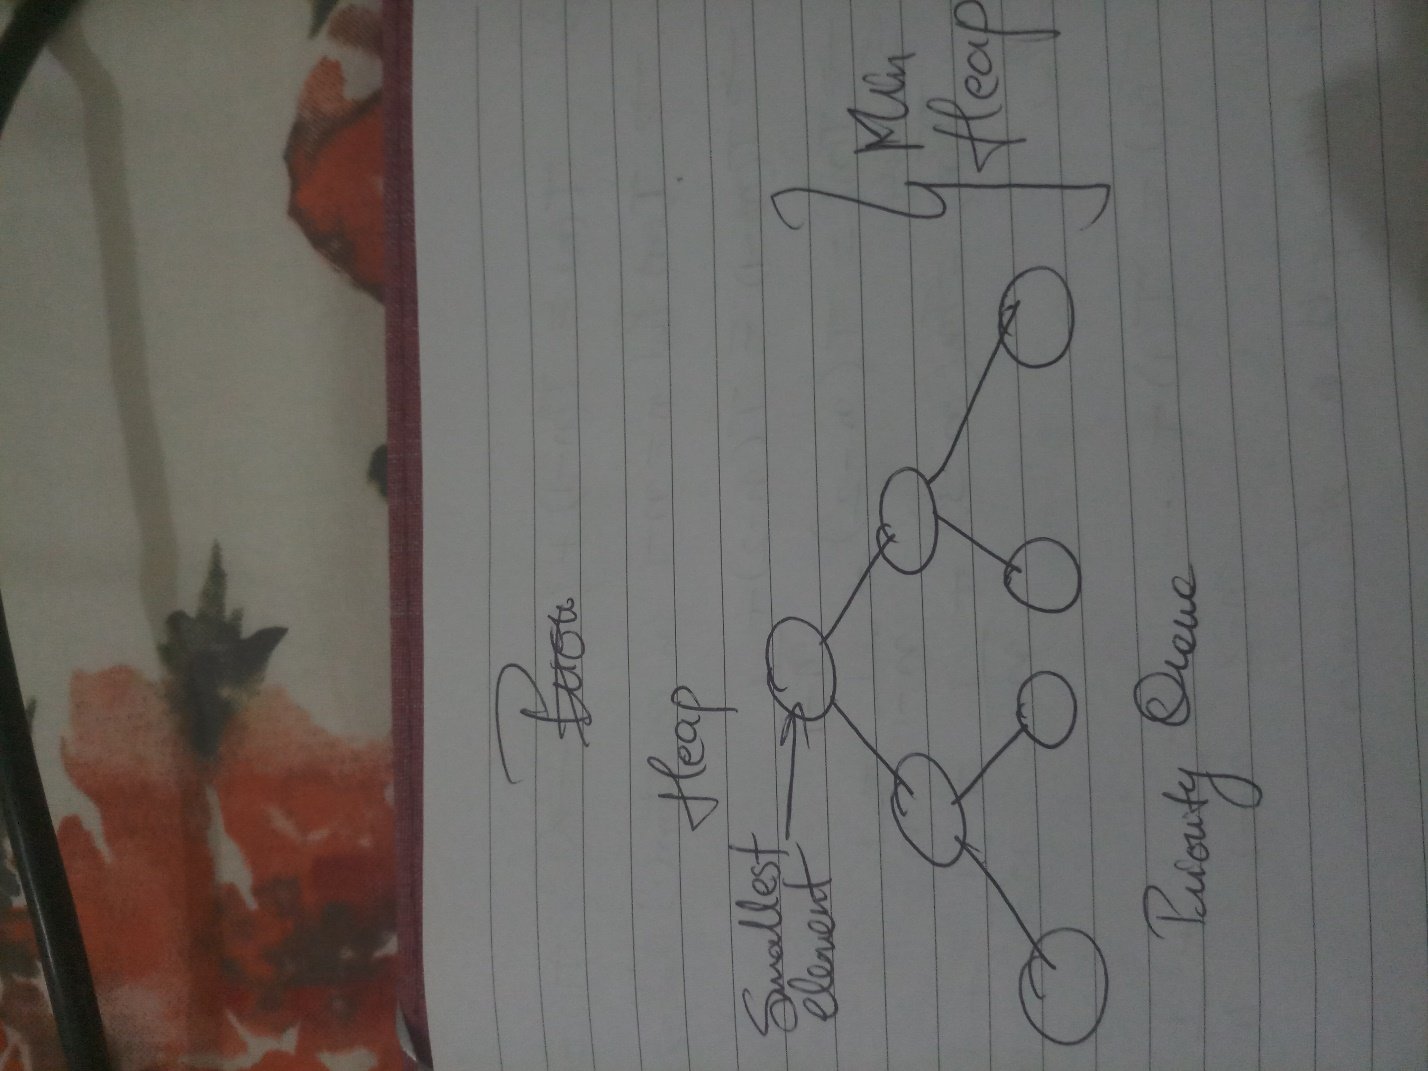 Heap
Smallest
element
Min
Heap
Priority Queue